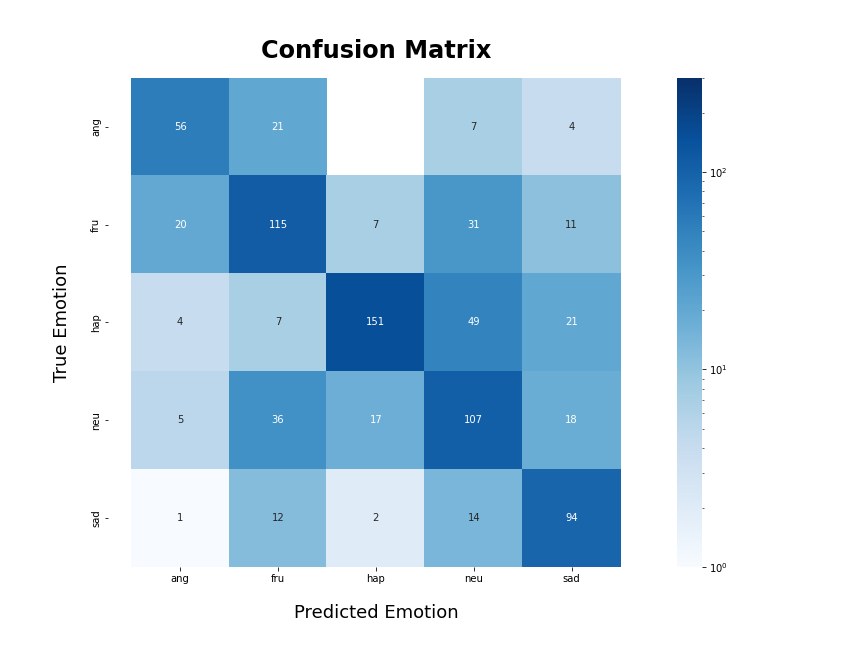 Confusion Matrix
ang 56 21 7 4
fru 20 115 7 31 11
hap 4 7 151 49 21
neu 5 36 17 107 18
sad 1 12 2 14 94
ang fru hap neu sad
True Emotion
Predicted Emotion
10²
10¹
10⁰